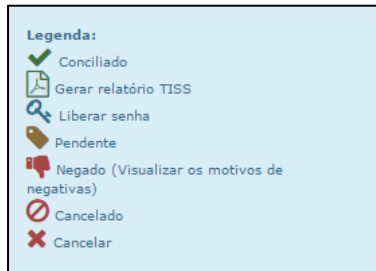 Legenda:
Conciliado
Gerar relatório TISS
Liberar senha
Pendente
Negado (Visualizar os motivos de
negativas)
Cancelado
Cancelar